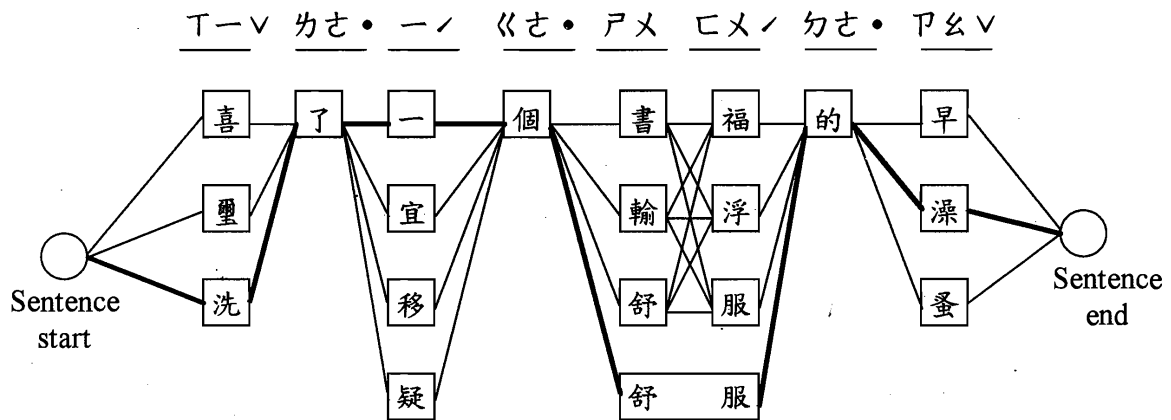 ㄒㄧˇ ㄌㄜ˙ ㄧˊ ㄍㄜ˙ ㄕㄨ ㄈㄨˊ ㄉㄜ˙ ㄗㄠˇ
喜 了 一 個 書 福 的 早
璽 宜 輸 浮 澡
洗 移 舒 服 蚤
疑 舒 服
Sentence start
Sentence end